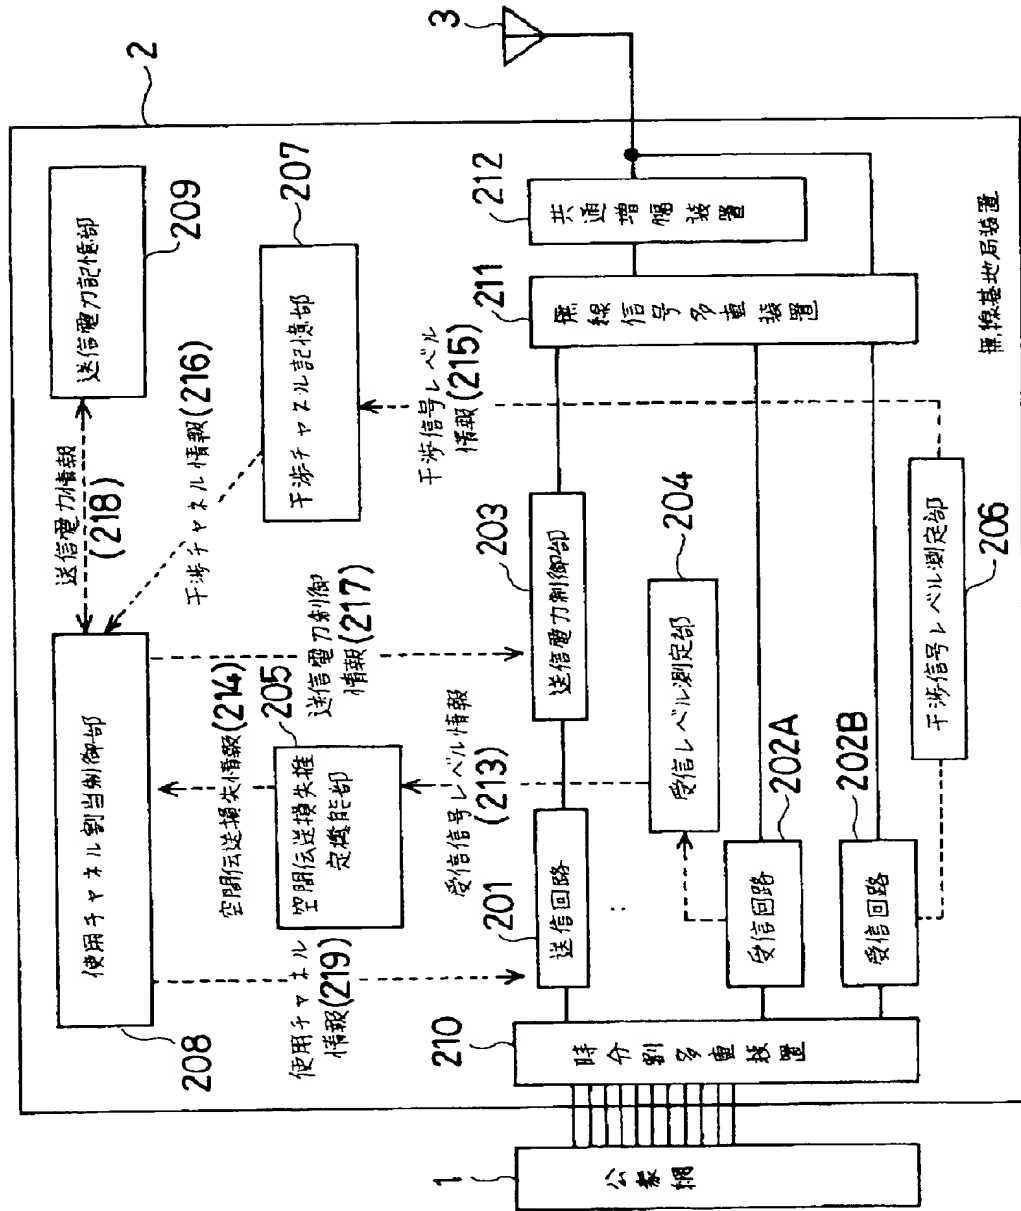 2
3
送信電力記憶部
209
送信電力情報
(218)
干渉チャネル情報(216)
干渉チャネル記憶部
207
使用チャネル割当制御部
208
空間伝送損失情報(214)
空間伝送損失推
定機能部
205
送信電力制御
情報(217)
使用チャネル
情報(219)
受信信号レベル情報
(213)
干渉信号レベル
情報(215)
送信回路
201
送信電力制御部
203
受信レベル測定部
204
受信回路
202A
受信回路
202B
干渉信号レベル測定部
206
時分割多重装置
210
無線信号多重装置
211
共通増幅装置
212
公衆網
1
無線基地局装置